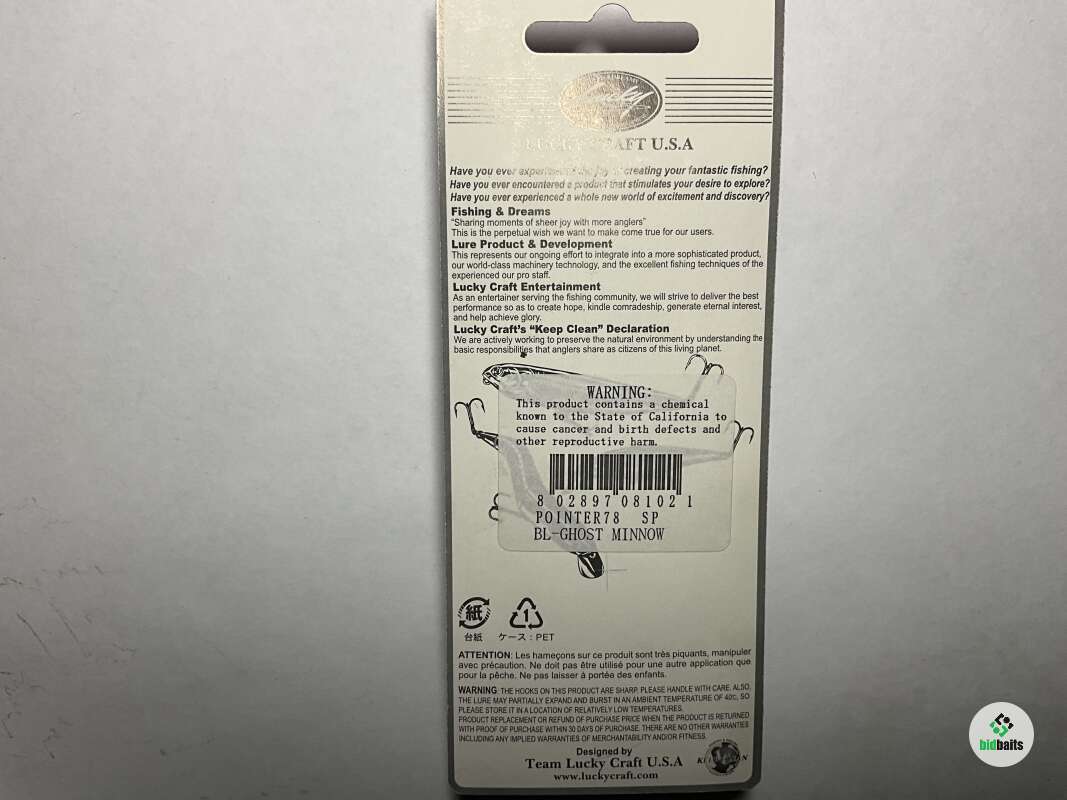 LUCKY CRAFT U.S.A
Have you ever experienced the joy of creating your fantastic fishing?
Have you ever encountered a product that stimulates your desire to explore?
Have you ever experienced a whole new world of excitement and discovery?
Fishing & Dreams
"Sharing moments of sheer joy with more anglers"
This is the perpetual wish we want to make come true for our users.
Lure Product & Development
This represents our ongoing effort to integrate into a more sophisticated product,
our world-class machinery technology, and the excellent fishing techniques of the
experienced our pro staff.
Lucky Craft Entertainment
As an entertainer serving the fishing community, we will strive to deliver the best
performance so as to create hope, kindle comradeship, generate eternal interest,
and help achieve glory.
Lucky Craft's "Keep Clean" Declaration
We are actively working to preserve the natural environment by understanding the
basic responsibilities that anglers share as citizens of this living planet.
WARNING:
This product contains a chemical
known to the State of California to
cause cancer and birth defects and
other reproductive harm.
8 02897 08102 1
POINTER78 SP
BL-GHOST MINNOW
紙 1
台紙 ケース：PET
ATTENTION: Les hameçons sur ce produit sont très piquants, manipuler
avec précaution. Ne doit pas être utilisé pour une autre application que
pour la pêche. Ne pas laisser à portée des enfants.
WARNING: THE HOOKS ON THIS PRODUCT ARE SHARP. PLEASE HANDLE WITH CARE. ALSO,
THE LURE MAY PARTIALLY EXPAND AND BURST IN AN AMBIENT TEMPERATURE OF 40c, SO
PLEASE STORE IT IN A LOCATION OF RELATIVELY LOW TEMPERATURES.
PRODUCT REPLACEMENT OR REFUND OF PURCHASE PRICE WHEN THE PRODUCT IS RETURNED
WITH PROOF OF PURCHASE WITHIN 30 DAYS OF PURCHASE. THERE ARE NO OTHER WARRANTIES
INCLUDING ANY IMPLIED WARRANTIES OF MERCHANTABILITY AND/OR FITNESS.
Designed by
Team Lucky Craft U.S.A
www.luckycraft.com
bidbaits